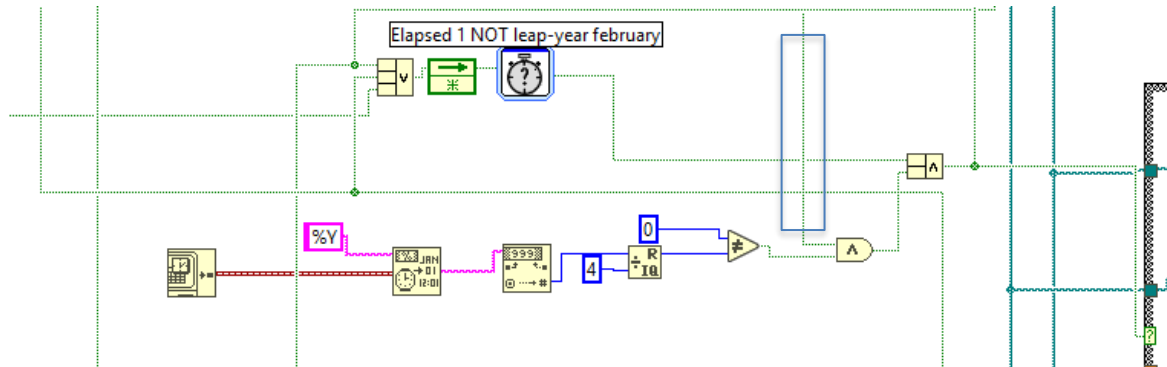 Elapsed 1 NOT leap-year february
?
V
%Y
% JAN
01
12:01
999
#
0
4
R
IQ
≠
Λ
Λ
?